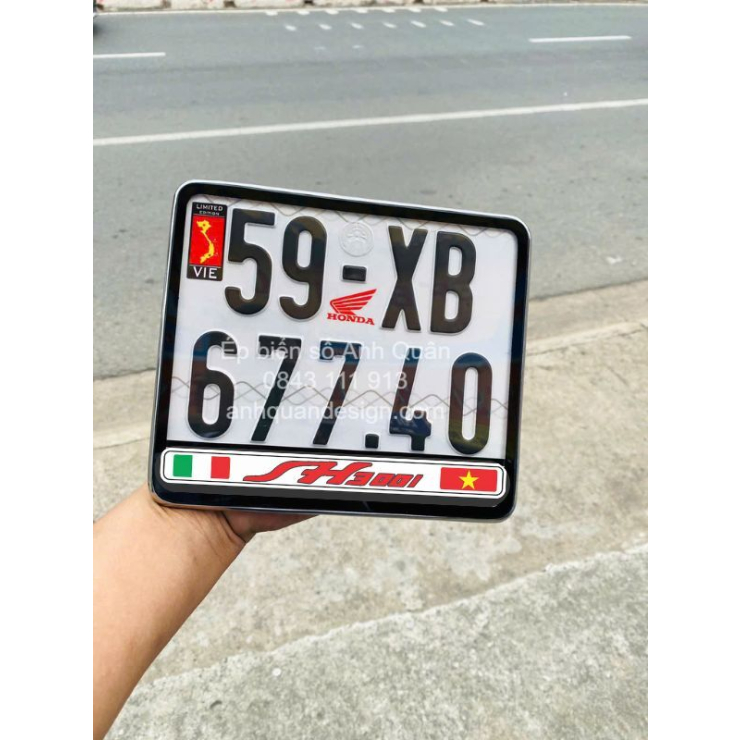 LIMITED
EDITION
VIE
59-XB
HONDA
677.40
Ép biển số Anh Quân
0843 111 913
anhquandesign.com
SH300i